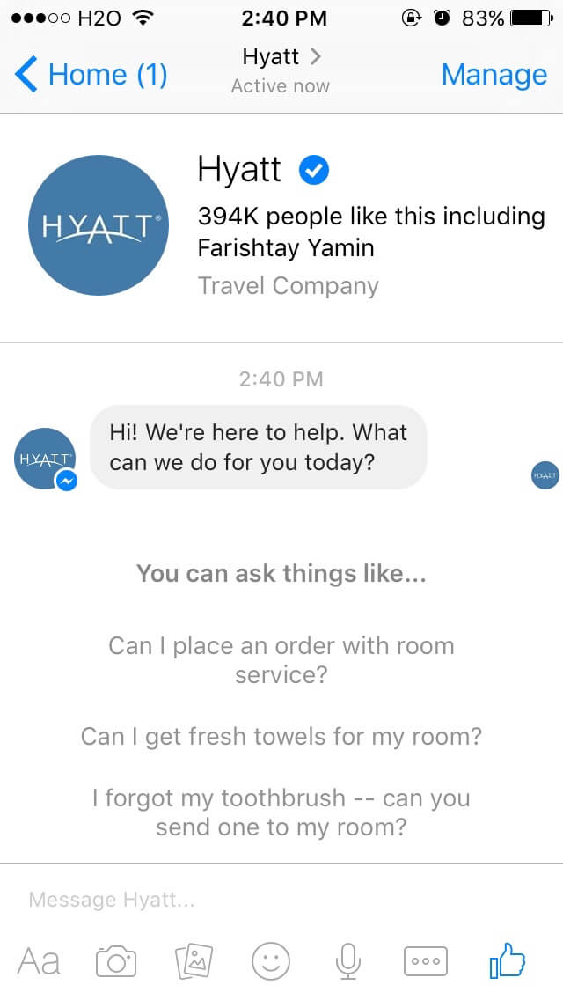 H2O 2:40 PM 83%
Home (1) Hyatt Manage
Active now
HYATT®
Hyatt
394K people like this including
Farishtay Yamin
Travel Company
2:40 PM
Hi! We're here to help. What
can we do for you today?
HYATT
HYATT
You can ask things like...
Can I place an order with room
service?
Can I get fresh towels for my room?
I forgot my toothbrush -- can you
send one to my room?
Message Hyatt...
Aa